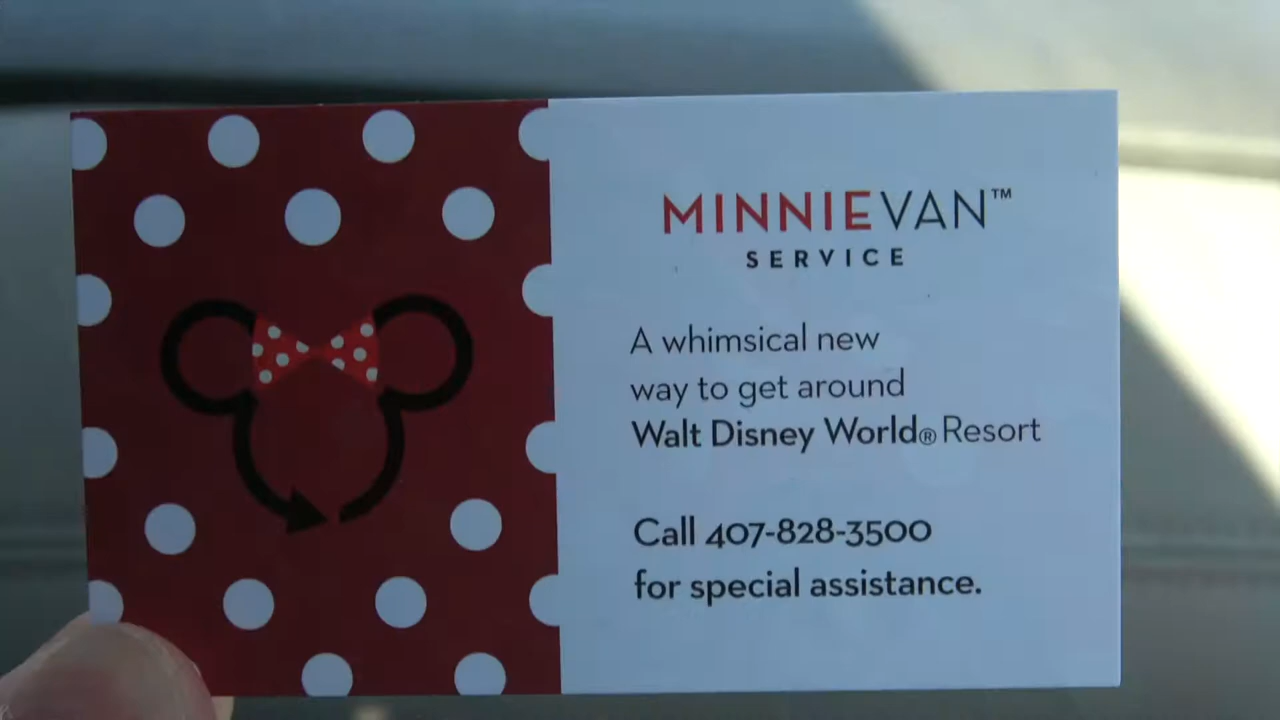 MINNIEVAN™
SERVICE
A whimsical new
way to get around
Walt Disney World® Resort
Call 407-828-3500
for special assistance.